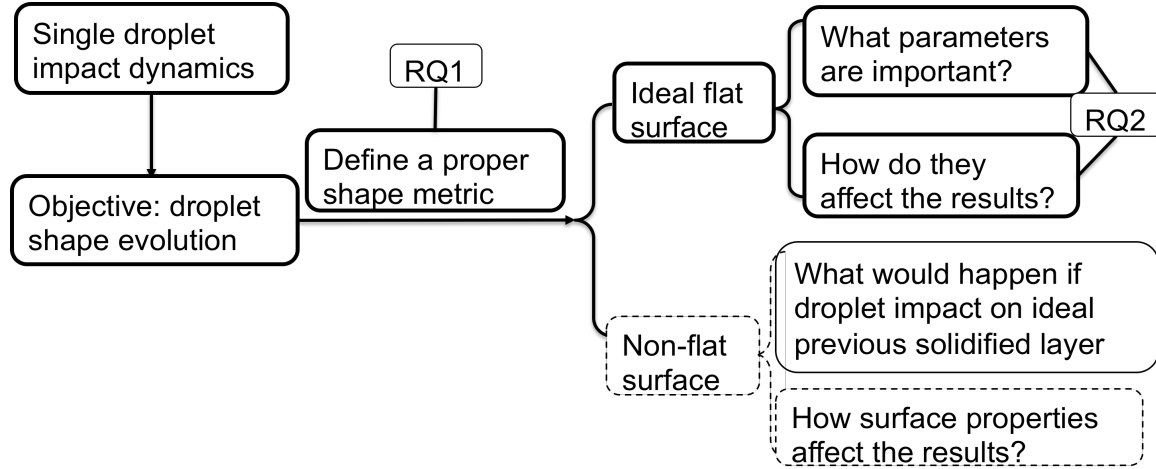 Single droplet
impact dynamics
Objective: droplet
shape evolution
RQ1
Define a proper
shape metric
Ideal flat
surface
What parameters
are important?
How do they
affect the results?
RQ2
Non-flat
surface
What would happen if
droplet impact on ideal
previous solidified layer
How surface properties
affect the results?